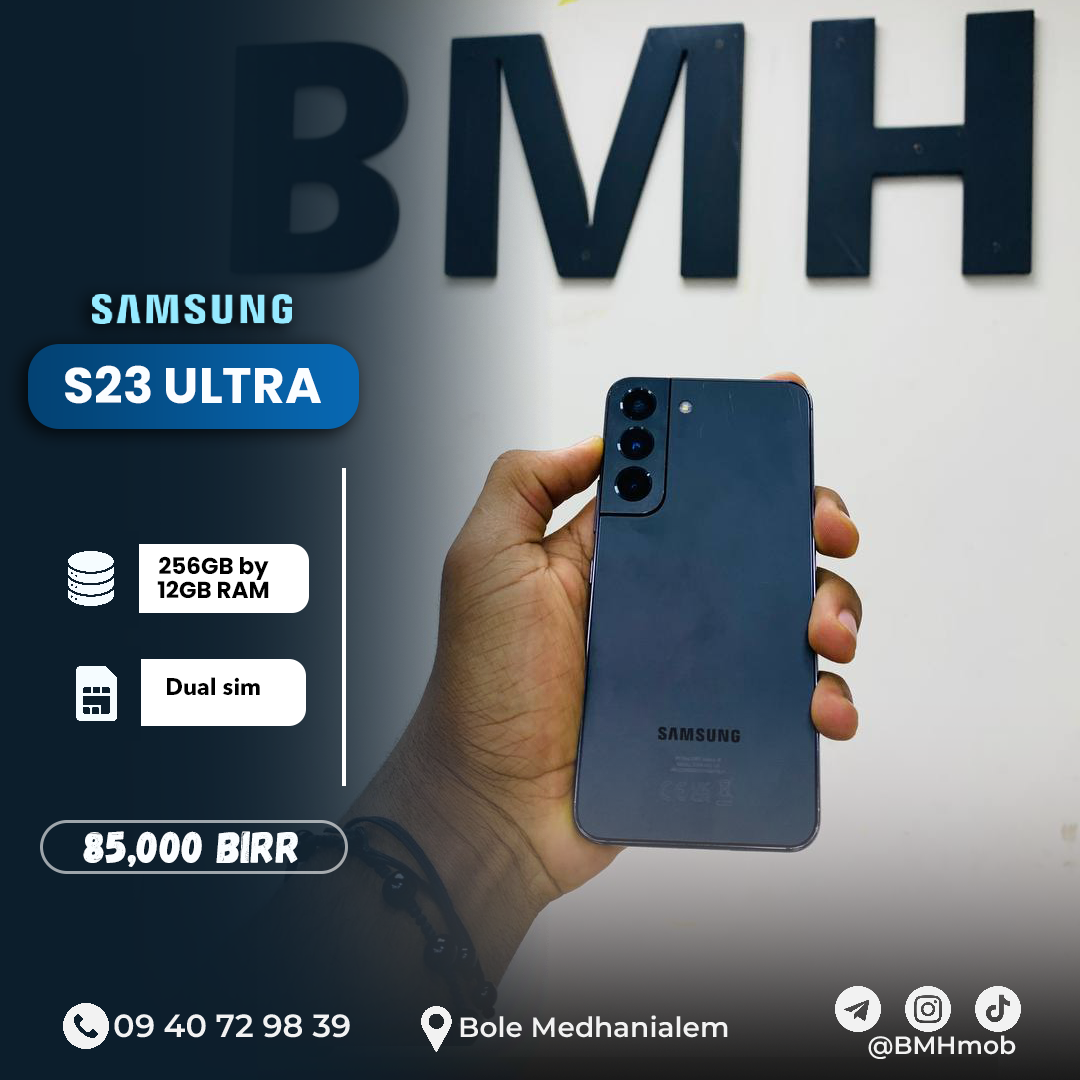 BMH
SAMSUNG
S23 ULTRA
256GB by
12GB RAM
Dual sim
SAMSUNG
85,000 BIRR
09 40 72 98 39
Bole Medhanialem
@BMHmob